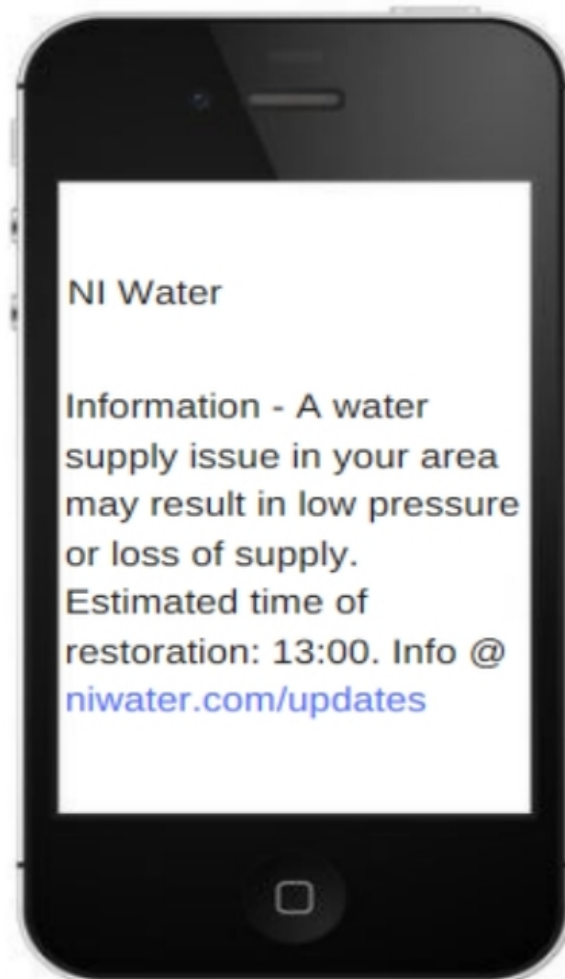 NI Water
Information - A water
supply issue in your area
may result in low pressure
or loss of supply.
Estimated time of
restoration: 13:00. Info @
niwater.com/updates